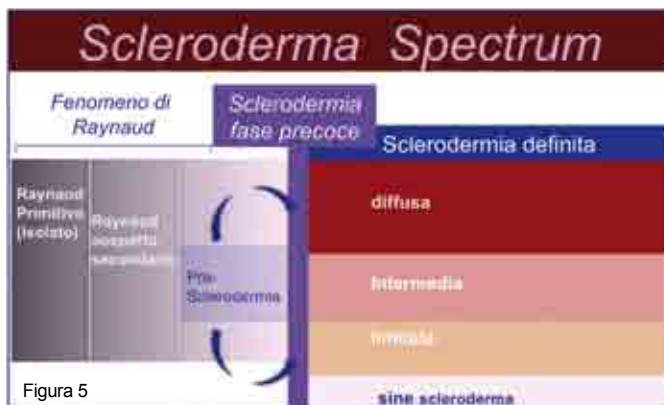 Scleroderma Spectrum
Fenomeno di
Raynaud
Sclerodermia
fase precoce
Sclerodermia definita
Raynaud
Primitivo
(isolato)
Raynaud
sospetto
secondario
Pre-
Sclerodermia
diffusa
Intermedia
limitata
sine scleroderma
Figura 5